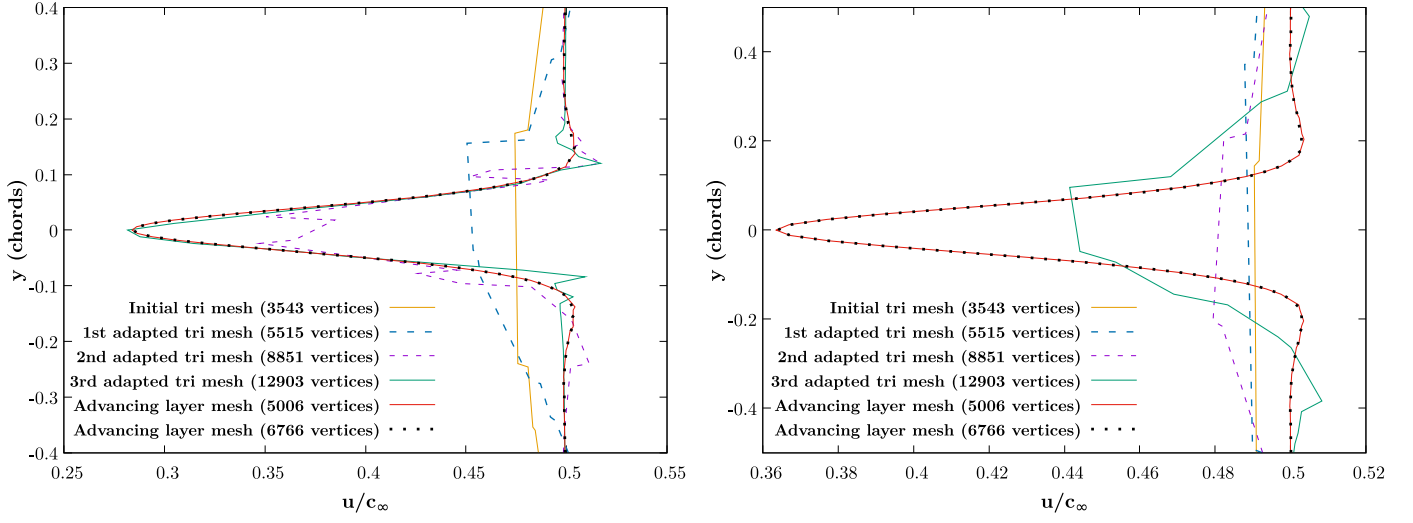 0.4
0.3
0.2
0.1
0
-0.1
-0.2
-0.3
-0.4
y (chords)
Initial tri mesh (3543 vertices)
1st adapted tri mesh (5515 vertices)
2nd adapted tri mesh (8851 vertices)
3rd adapted tri mesh (12903 vertices)
Advancing layer mesh (5006 vertices)
Advancing layer mesh (6766 vertices)
0.25 0.3 0.35 0.4 0.45 0.5 0.55
u/c∞
0.4
0.2
0
-0.2
-0.4
y (chords)
Initial tri mesh (3543 vertices)
1st adapted tri mesh (5515 vertices)
2nd adapted tri mesh (8851 vertices)
3rd adapted tri mesh (12903 vertices)
Advancing layer mesh (5006 vertices)
Advancing layer mesh (6766 vertices)
0.36 0.38 0.4 0.42 0.44 0.46 0.48 0.5 0.52
u/c∞